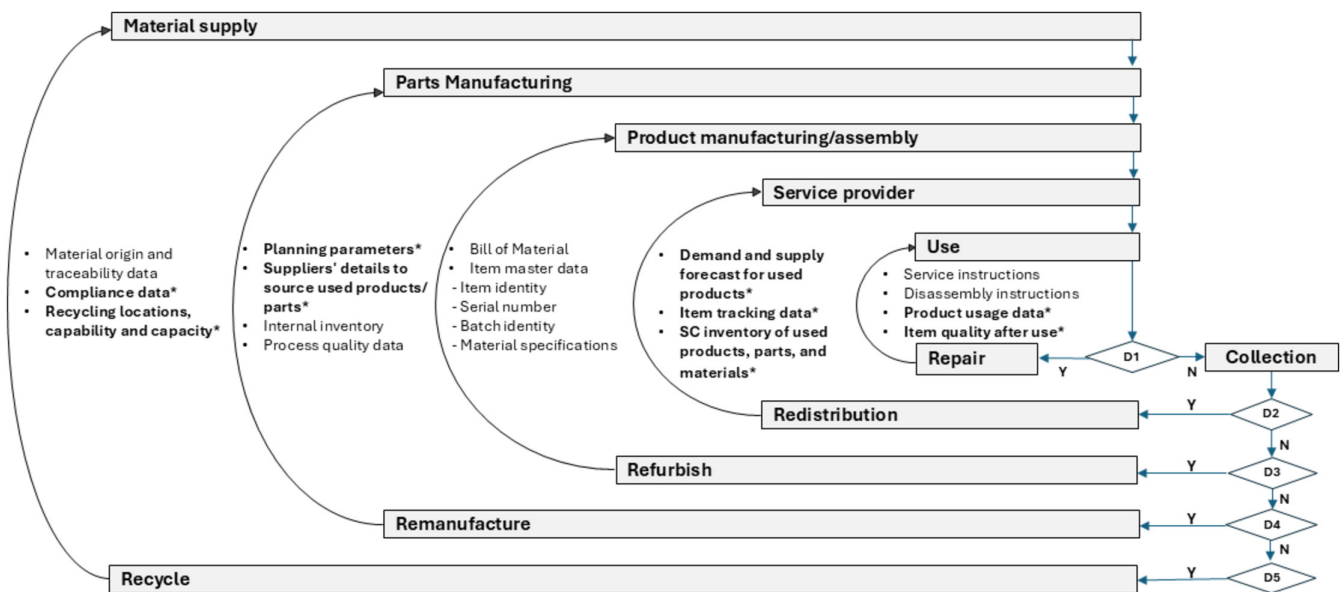 Material supply
Parts Manufacturing
Product manufacturing/assembly
Service provider
Use
• Material origin and
traceability data
• Compliance data*
• Recycling locations,
capability and capacity*
• Planning parameters*
• Suppliers' details to
source used products/
parts*
• Internal inventory
• Process quality data
• Bill of Material
• Item master data
- Item identity
- Serial number
- Batch identity
- Material specifications
• Demand and supply
forecast for used
products*
• Item tracking data*
• SC inventory of used
products, parts, and
materials*
• Service instructions
• Disassembly instructions
• Product usage data*
• Item quality after use*
Repair
Y
D1
N
Collection
Redistribution
Y
D2
N
Refurbish
Y
D3
N
Remanufacture
Y
D4
N
Recycle
Y
D5